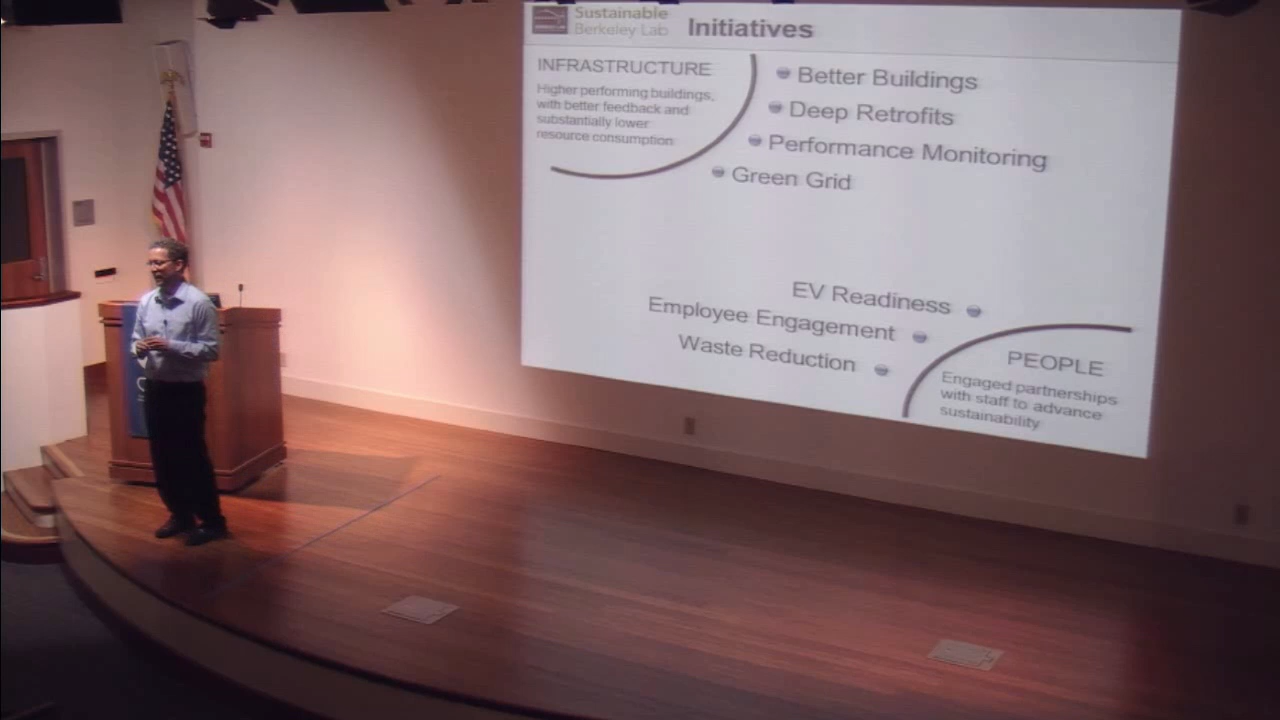 Sustainable
Berkeley Lab
Initiatives
INFRASTRUCTURE
Higher performing buildings,
with better feedback and
substantially lower
resource consumption
Better Buildings
Deep Retrofits
Performance Monitoring
Green Grid
EV Readiness
Employee Engagement
Waste Reduction
PEOPLE
Engaged partnerships
with staff to advance
sustainability